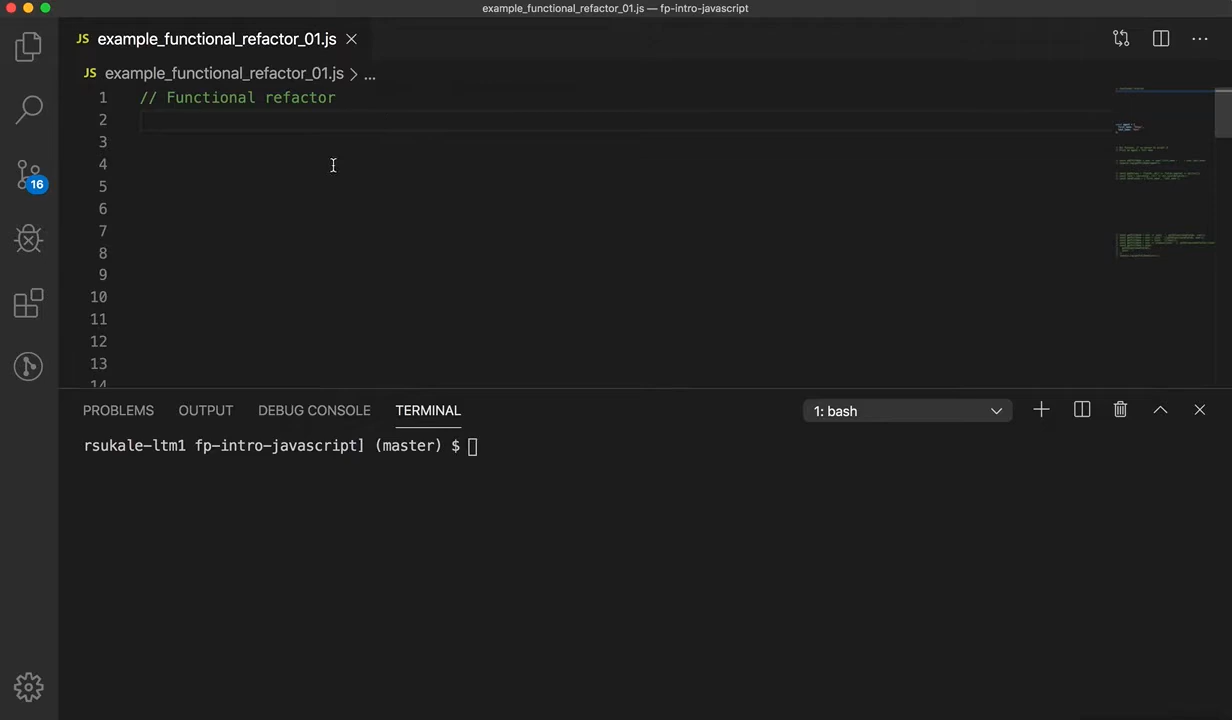 example_functional_refactor_01.js — fp-intro-javascript
JS example_functional_refactor_01.js
JS example_functional_refactor_01.js > ...
1 // Functional refactor
2
3
4
5
6
7
8
9
10
11
12
13
14
16
PROBLEMS OUTPUT DEBUG CONSOLE TERMINAL 1: bash
rsukale-ltm1 fp-intro-javascript] (master) $